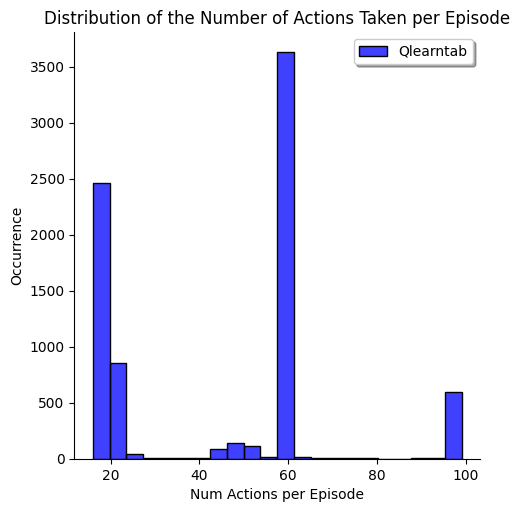 Distribution of the Number of Actions Taken per Episode
Qlearntab
3500
3000
2500
2000
1500
1000
500
0
Occurrence
20 40 60 80 100
Num Actions per Episode